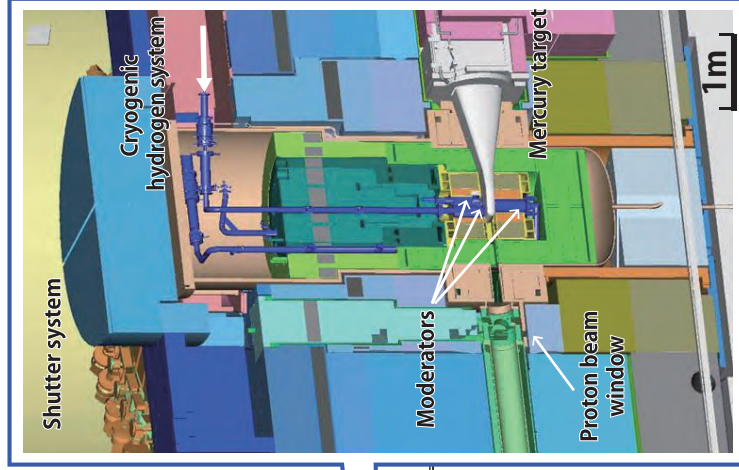 Shutter system
Cryogenic
hydrogen system
Moderators
Mercury target
Proton beam
window
1m